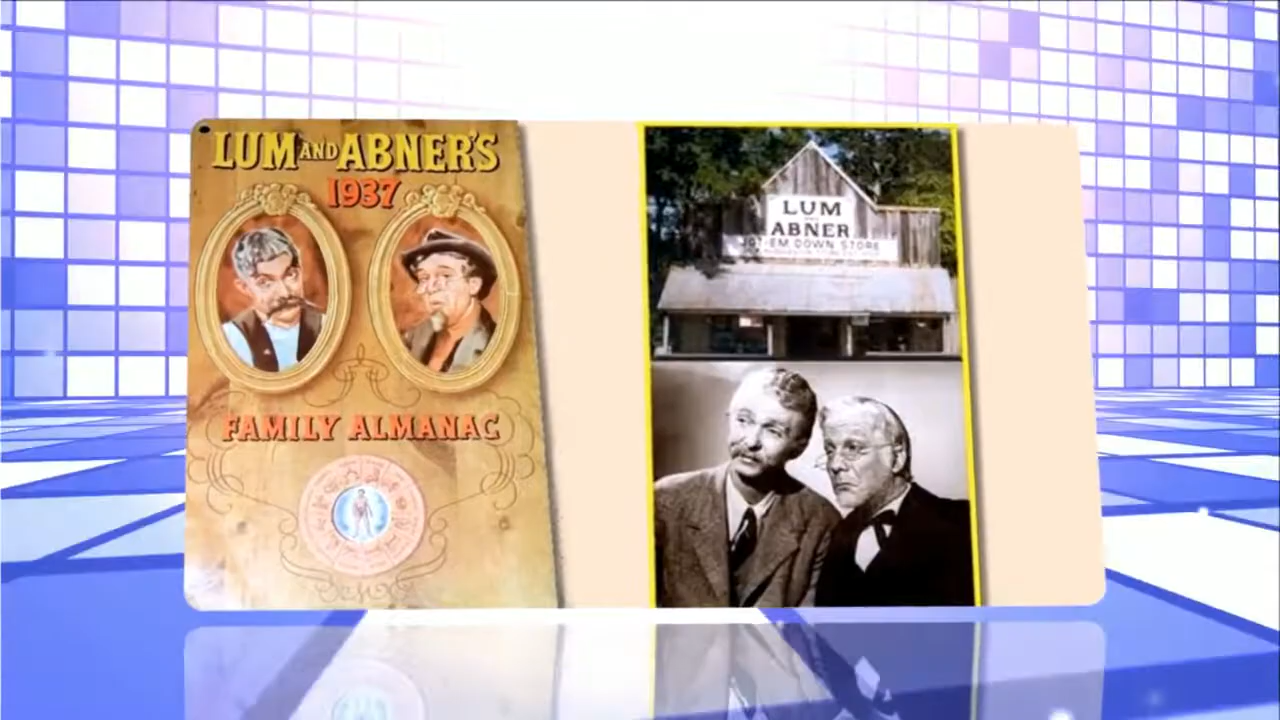 LUM AND ABNER'S
1937
FAMILY ALMANAC
LUM
ABNER
JOT-EM DOWN STORE